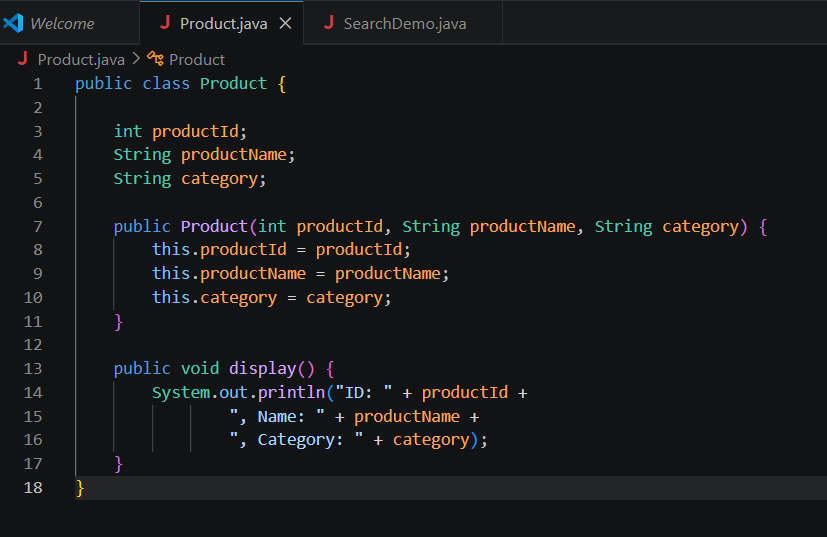 Welcome
Product.java
SearchDemo.java
Product.java > Product
1 public class Product {
2
3     int productId;
4     String productName;
5     String category;
6
7     public Product(int productId, String productName, String category) {
8         this.productId = productId;
9         this.productName = productName;
10         this.category = category;
11     }
12
13     public void display() {
14         System.out.println("ID: " + productId +
15                 ", Name: " + productName +
16                 ", Category: " + category);
17     }
18 }